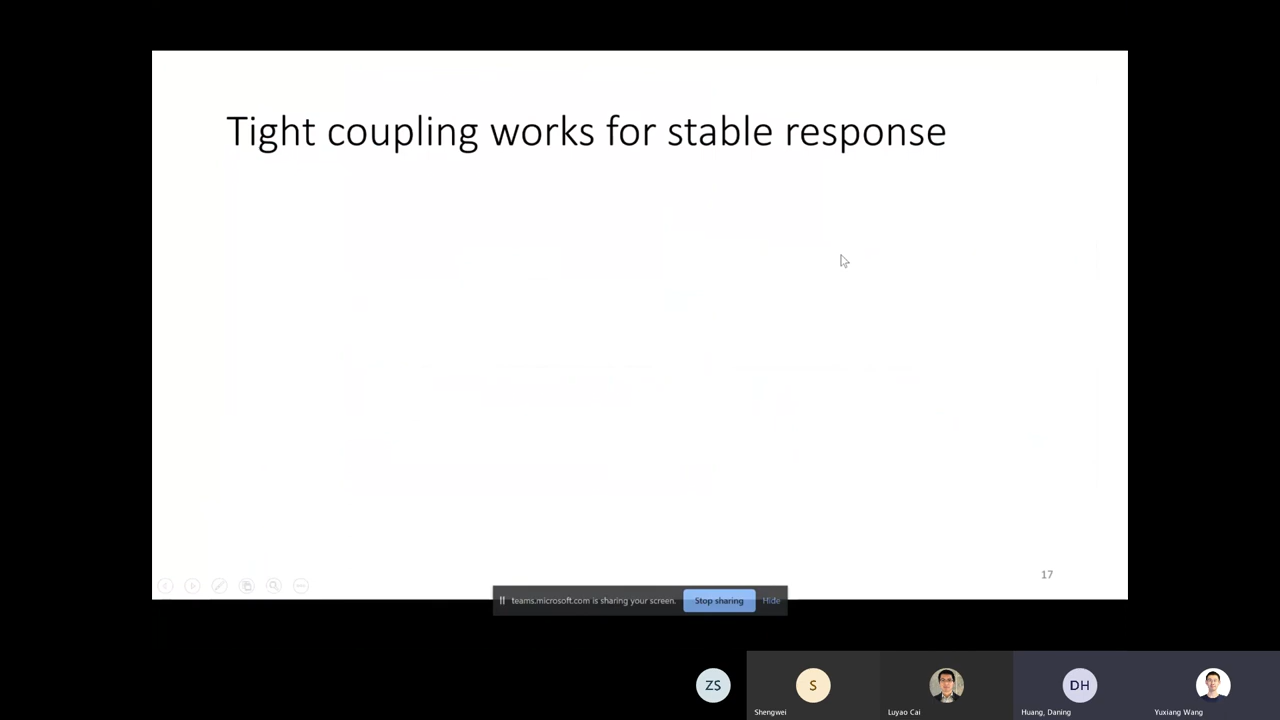 Tight coupling works for stable response
17
teams.microsoft.com is sharing your screen.
Stop sharing
Hide
ZS
S
DH
Shengwei
Luyao Cai
Huang, Daning
Yuxiang Wang